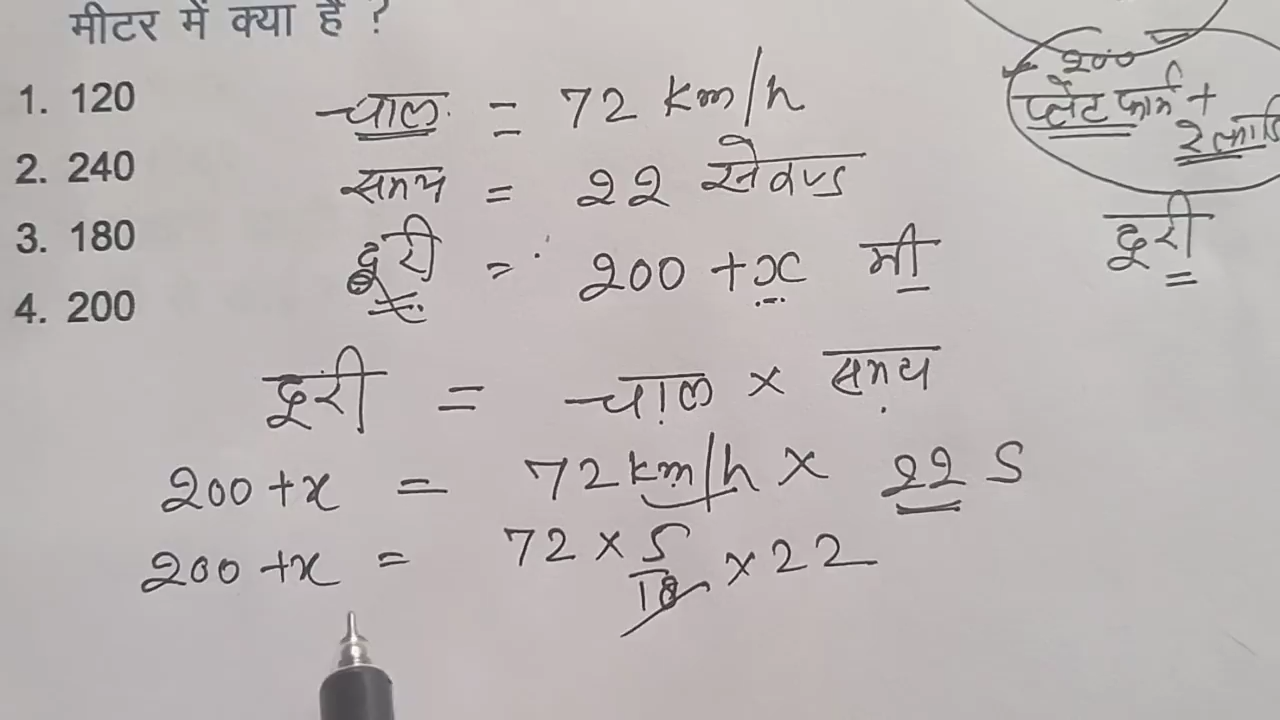 मीटर में क्या है ?
1. 120
2. 240
3. 180
4. 200
चाल = 72 km/h
समय = 22 सेकण्ड
दूरी = 200 + x मी
200
प्लेटफार्म +
दूरी
दूरी = चाल × समय
200 + x = 72 km/h × 22 S
200 + x = 72 × 5/18 × 22